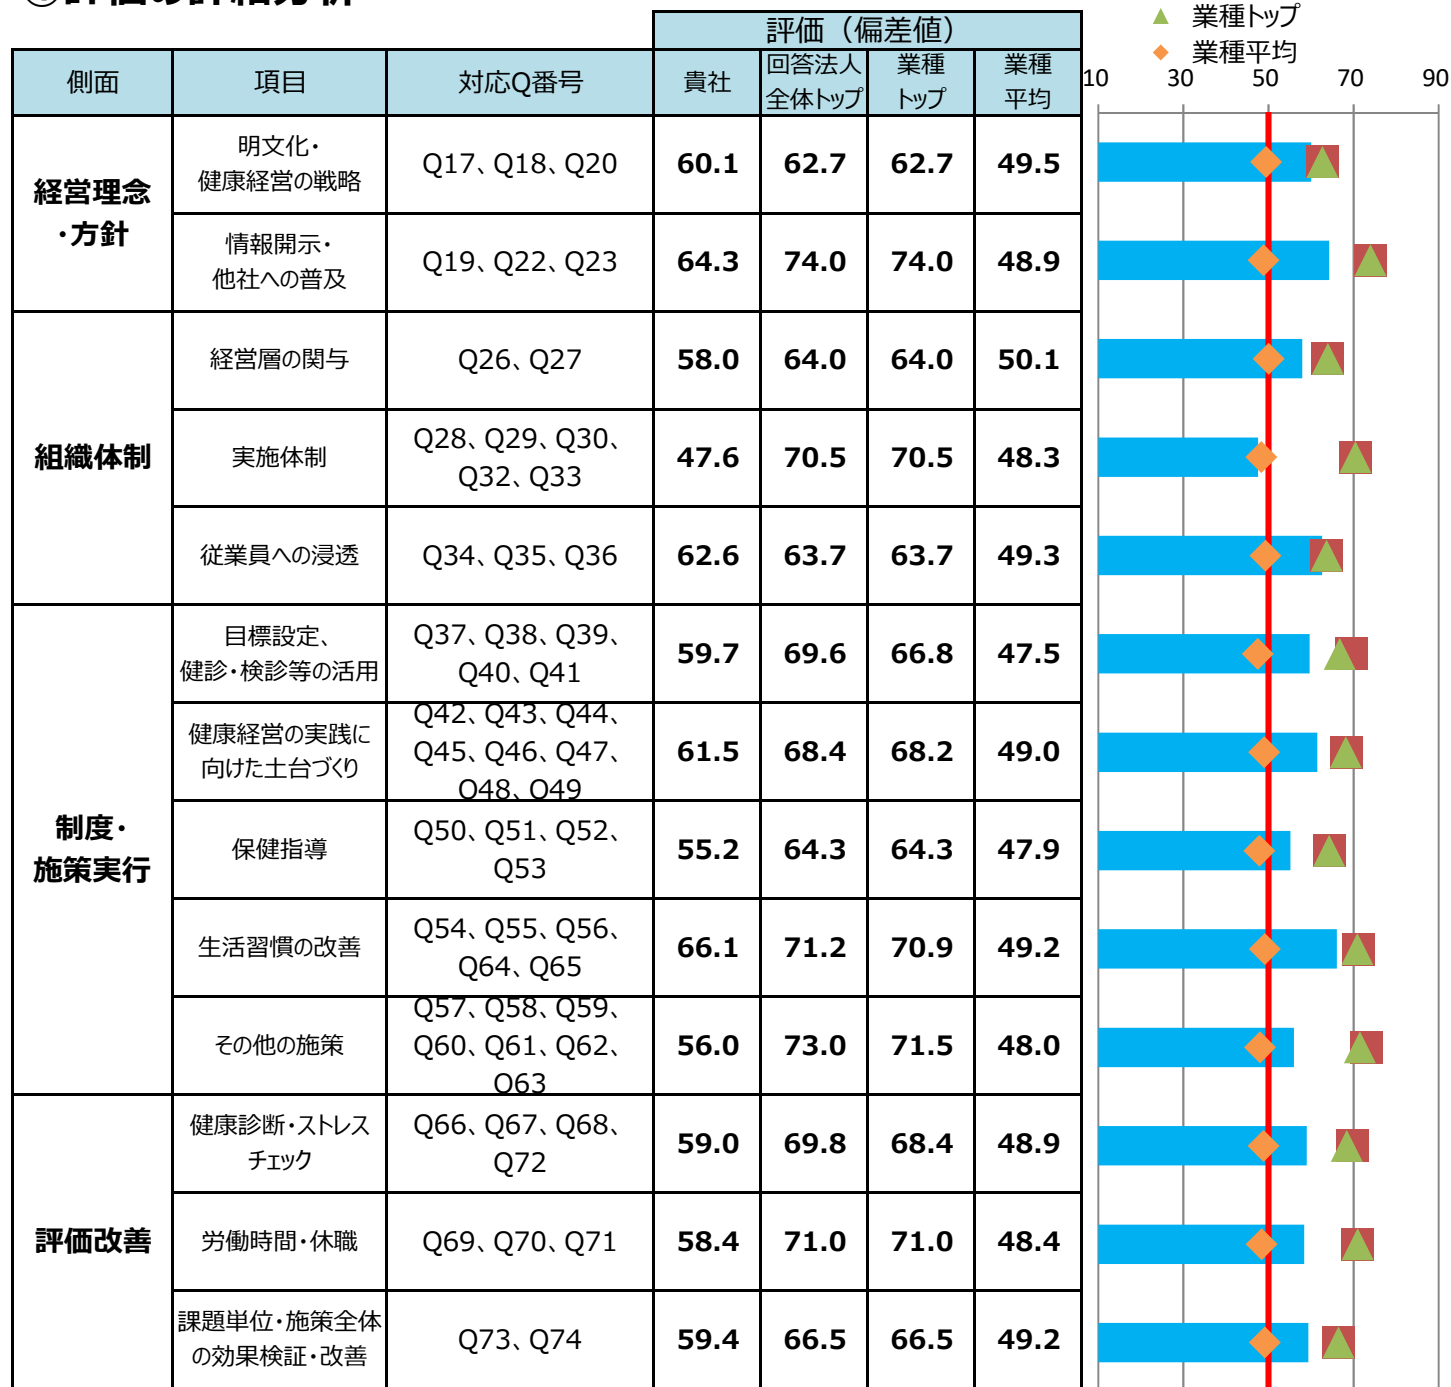 ①評価の詳細分析
▲ 業種トップ
◆ 業種平均
評価（偏差値）
側面 項目 対応Q番号 貴社 回答法人 業種 業種
全体トップ トップ 平均
10 30 50 70 90
経営理念
・方針
明文化・
健康経営の戦略
Q17、Q18、Q20 60.1 62.7 62.7 49.5
情報開示・
他社への普及
Q19、Q22、Q23 64.3 74.0 74.0 48.9
組織体制
経営層の関与 Q26、Q27 58.0 64.0 64.0 50.1
実施体制
Q28、Q29、Q30、
Q32、Q33
47.6 70.5 70.5 48.3
従業員への浸透 Q34、Q35、Q36 62.6 63.7 63.7 49.3
制度・
施策実行
目標設定、
健診・検診等の活用
Q37、Q38、Q39、
Q40、Q41
59.7 69.6 66.8 47.5
健康経営の実践に
向けた土台づくり
Q42、Q43、Q44、
Q45、Q46、Q47、
Q48、Q49
61.5 68.4 68.2 49.0
保健指導
Q50、Q51、Q52、
Q53
55.2 64.3 64.3 47.9
生活習慣の改善
Q54、Q55、Q56、
Q64、Q65
66.1 71.2 70.9 49.2
その他の施策
Q57、Q58、Q59、
Q60、Q61、Q62、
Q63
56.0 73.0 71.5 48.0
評価改善
健康診断・ストレス
チェック
Q66、Q67、Q68、
Q72
59.0 69.8 68.4 48.9
労働時間・休職 Q69、Q70、Q71 58.4 71.0 71.0 48.4
課題単位・施策全体
の効果検証・改善
Q73、Q74 59.4 66.5 66.5 49.2